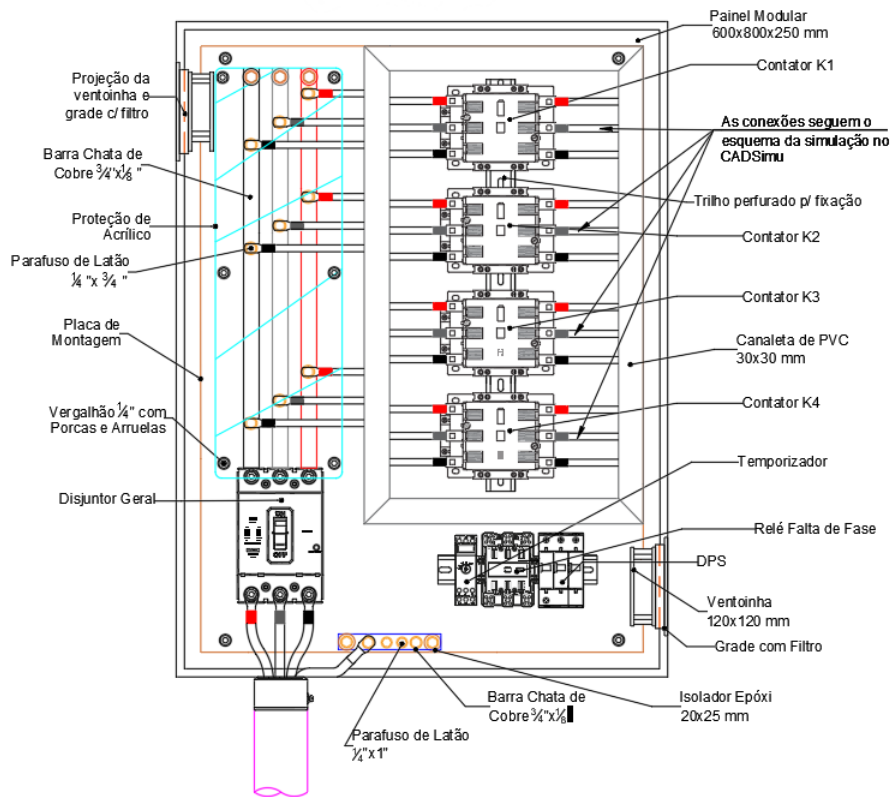 Painel Modular
600x800x250 mm
Projeção da
ventoinha e
grade c/ filtro
Contator K1
As conexões seguem o
esquema da simulação no
CADSimu
Barra Chata de
Cobre ¾"x⅛ "
Trilho perfurado p/ fixação
Proteção de
Acrílico
Contator K2
Parafuso de Latão
¼ "x ¾ "
Contator K3
Placa de
Montagem
Canaleta de PVC
30x30 mm
Vergalhão ¼" com
Porcas e Arruelas
Contator K4
Temporizador
Disjuntor Geral
ON
OFF
Relé Falta de Fase
DPS
Ventoinha
120x120 mm
Grade com Filtro
Barra Chata de
Cobre ¾"x⅛
Isolador Epóxi
20x25 mm
Parafuso de Latão
¼"x1"